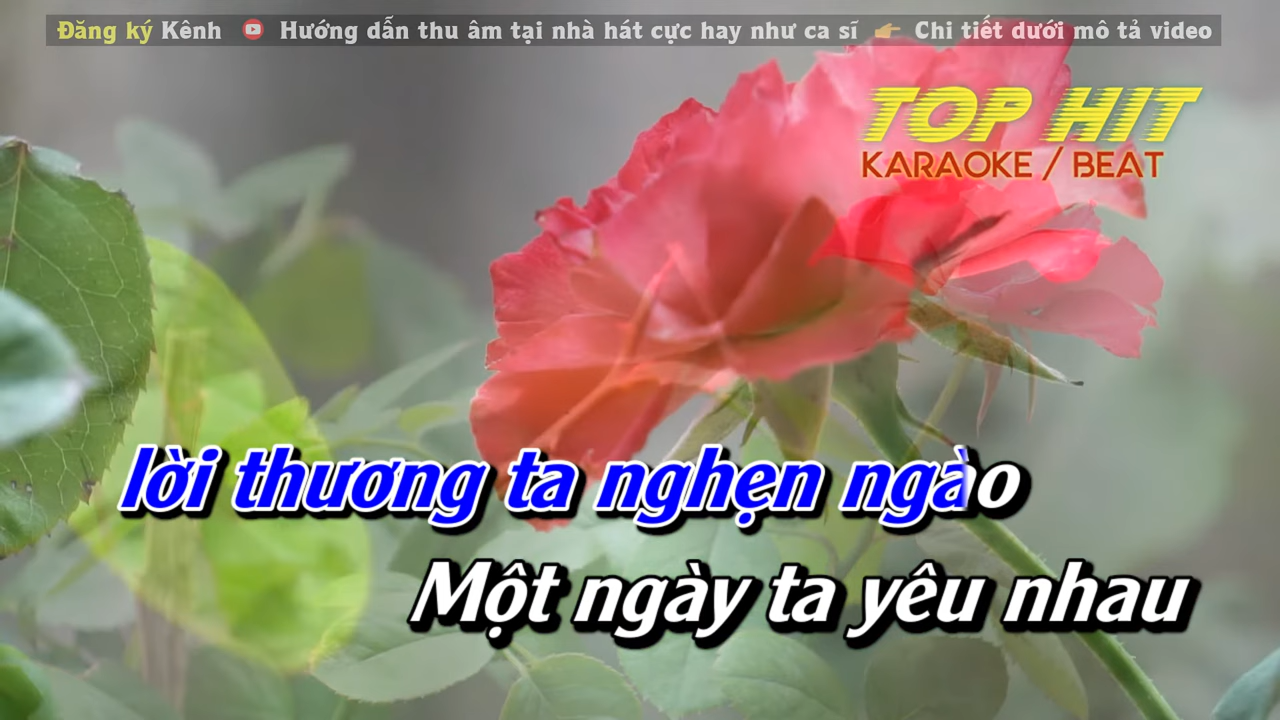 Đăng ký Kênh Hướng dẫn thu âm tại nhà hát cực hay như ca sĩ 👉 Chi tiết dưới mô tả video
TOP HIT
KARAOKE / BEAT
lời thương ta nghẹn ngào
Một ngày ta yêu nhau